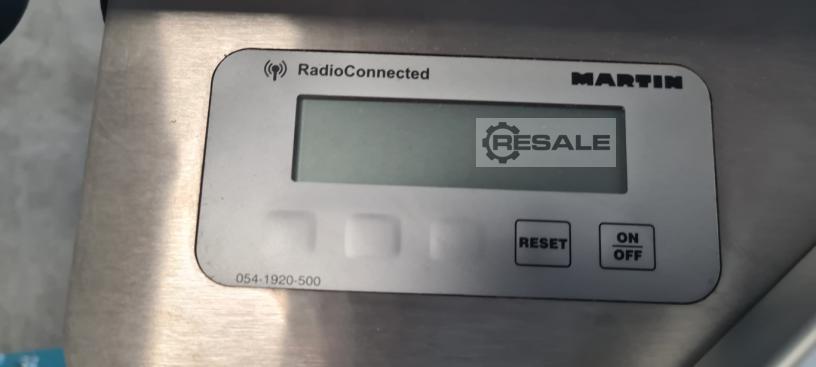 RadioConnected
MARTIN
RESALE
RESET
ON
OFF
054-1920-500